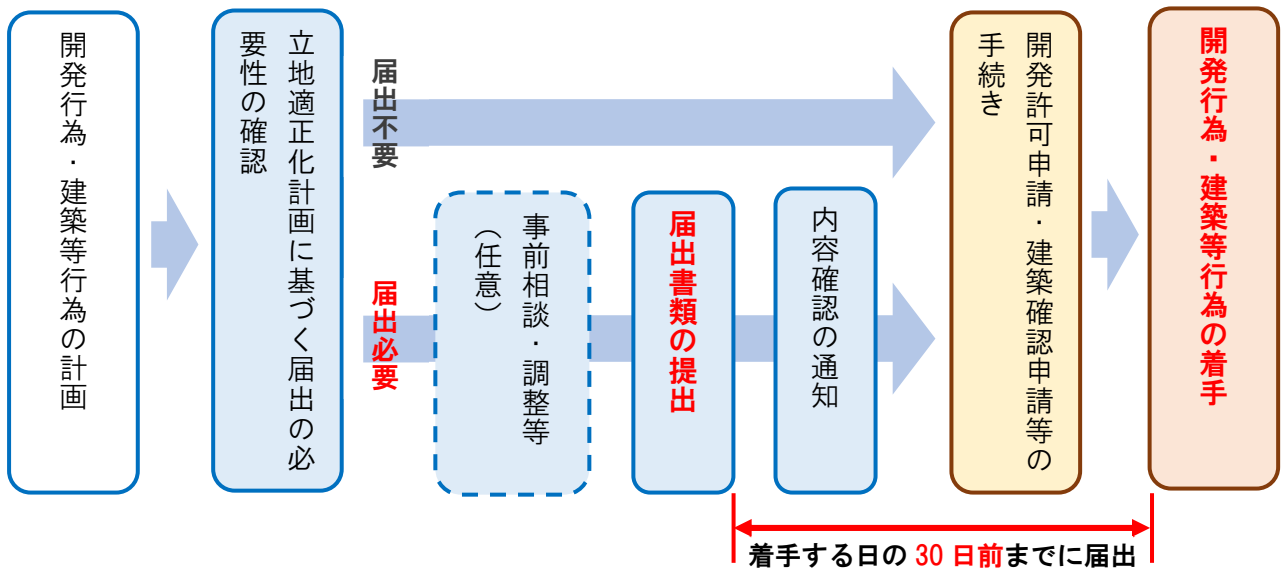 開発行為・建築等行為の計画
立地適正化計画に基づく届出の必
要性の確認
届出不要
届出必要
事前相談・調整等
（任意）
届出書類の提出
内容確認の通知
開発許可申請・建築確認申請等の
手続き
開発行為・建築等行為の着手
着手する日の 30 日前までに届出